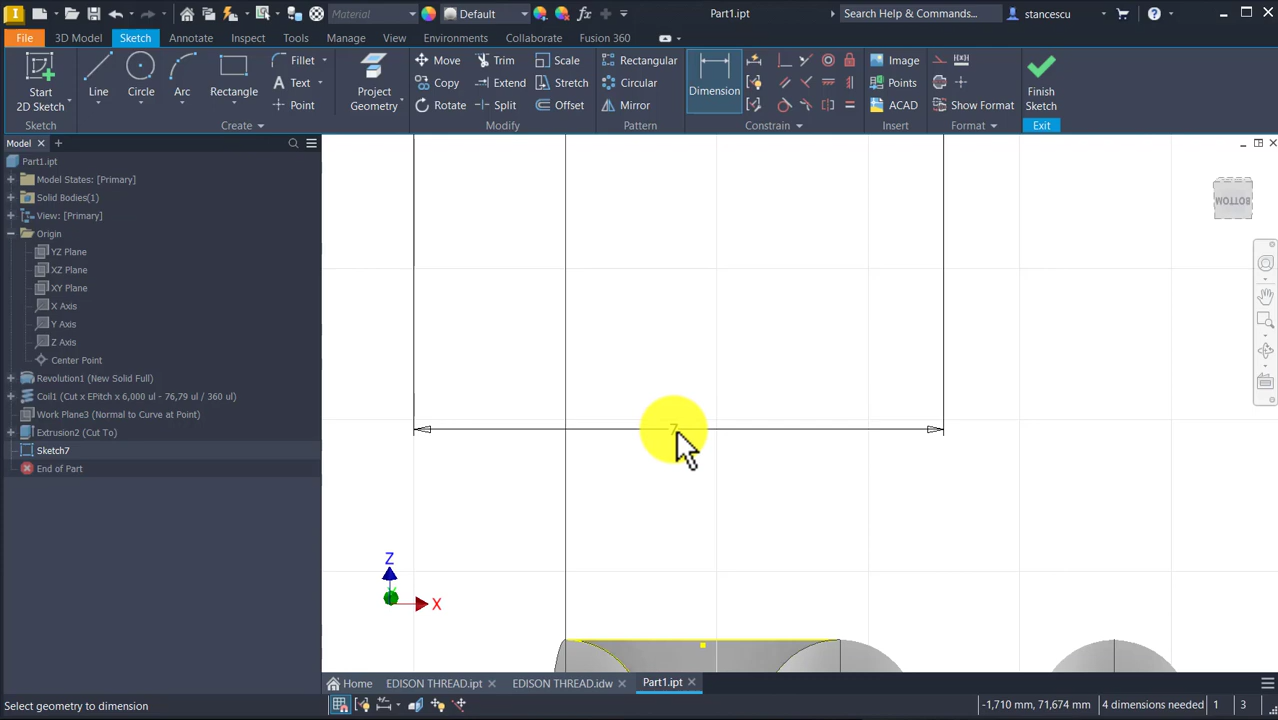 Material
Default
Part1.ipt
Search Help & Commands...
stancescu
File
3D Model
Sketch
Annotate
Inspect
Tools
Manage
View
Environments
Collaborate
Fusion 360
Start
2D Sketch
Line
Circle
Arc
Rectangle
Fillet
Text
Point
Project
Geometry
Move
Copy
Rotate
Trim
Extend
Split
Scale
Stretch
Offset
Rectangular
Circular
Mirror
Dimension
Image
Points
ACAD
Show Format
Finish
Sketch
Sketch
Create
Modify
Pattern
Constrain
Insert
Format
Exit
Model
Part1.ipt
Model States: [Primary]
Solid Bodies(1)
View: [Primary]
Origin
YZ Plane
XZ Plane
XY Plane
X Axis
Y Axis
Z Axis
Center Point
Revolution1 (New Solid Full)
Coil1 (Cut x EPitch x 6,000 ul - 76,79 ul / 360 ul)
Work Plane3 (Normal to Curve at Point)
Extrusion2 (Cut To)
Sketch7
End of Part
BOTTOM
7
Z
Y
X
Home
EDISON THREAD.ipt
EDISON THREAD.idw
Part1.ipt
Select geometry to dimension
-1,710 mm, 71,674 mm
4 dimensions needed
1
3